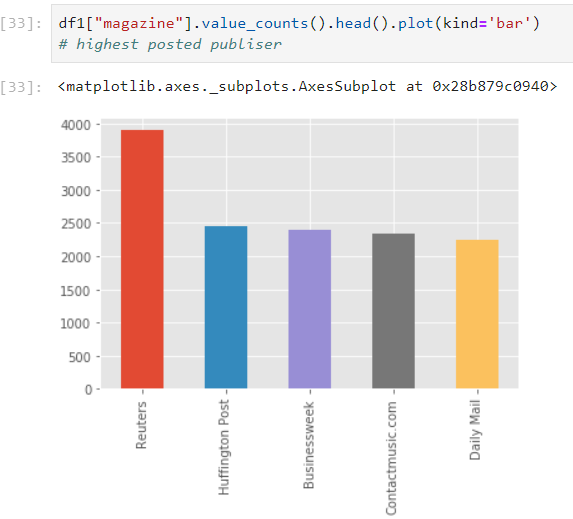 [33]: df1["magazine"].value_counts().head().plot(kind='bar')
# highest posted publiser
[33]: <matplotlib.axes._subplots.AxesSubplot at 0x28b879c0940>
4000
3500
3000
2500
2000
1500
1000
500
0
Reuters
Huffington Post
Businessweek
Contactmusic.com
Daily Mail